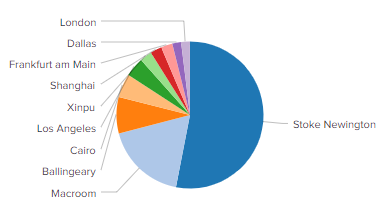 London
Dallas
Frankfurt am Main
Shanghai
Xinpu
Los Angeles
Cairo
Ballingeary
Macroom
Stoke Newington